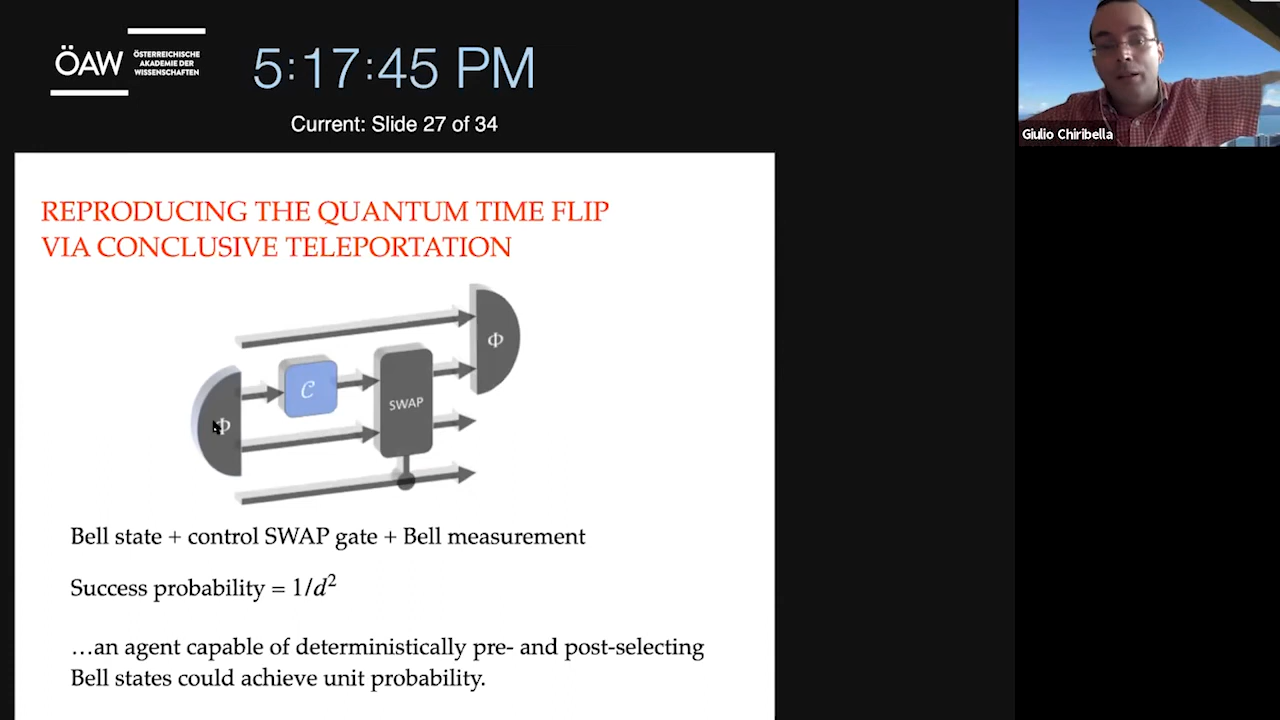 ÖAW
ÖSTERREICHISCHE
AKADEMIE DER
WISSENSCHAFTEN
5:17:45 PM
Current: Slide 27 of 34
Giulio Chiribella
REPRODUCING THE QUANTUM TIME FLIP
VIA CONCLUSIVE TELEPORTATION
Φ
C
SWAP
Φ
Bell state + control SWAP gate + Bell measurement
Success probability = 1/d²
…an agent capable of deterministically pre- and post-selecting
Bell states could achieve unit probability.